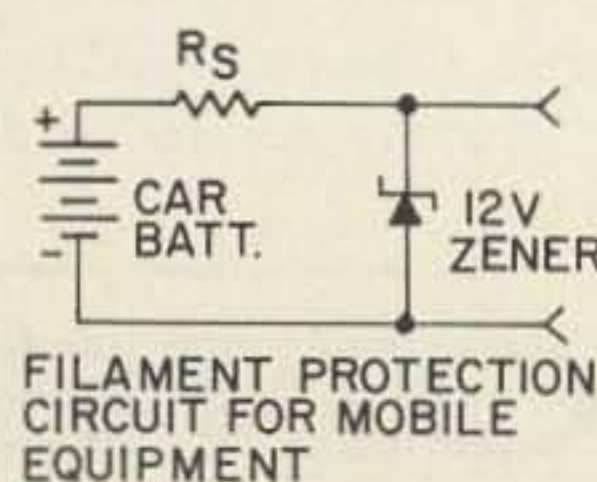 RS
+
CAR
BATT.
-
12V
ZENER
FILAMENT PROTECTION
CIRCUIT FOR MOBILE
EQUIPMENT